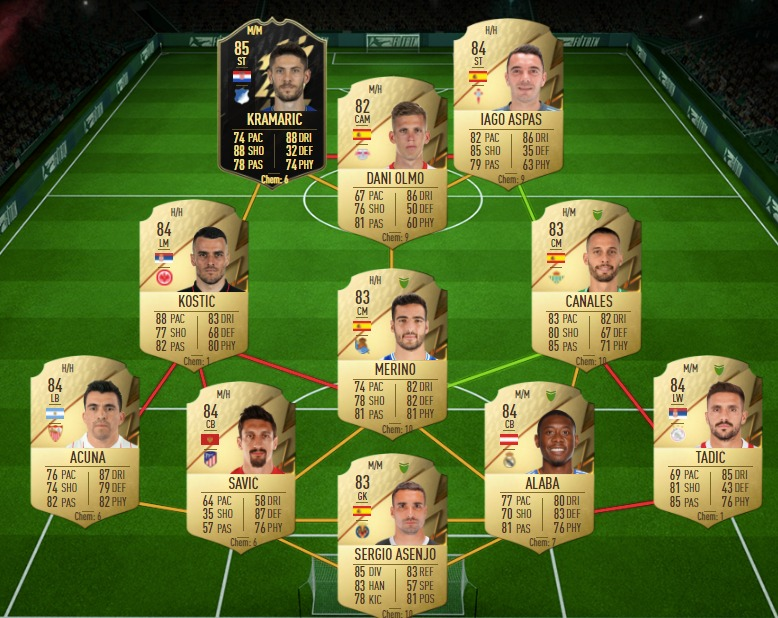 M/M
85
ST
KRAMARIC
74 PAC 88 DRI
88 SHO 32 DEF
78 PAS 74 PHY
Chem: 6
H/H
84
ST
IAGO ASPAS
82 PAC 86 DRI
85 SHO 35 DEF
79 PAS 63 PHY
Chem: 9
M/H
82
CAM
DANI OLMO
67 PAC 86 DRI
76 SHO 50 DEF
81 PAS 60 PHY
Chem: 9
H/H
84
LM
KOSTIC
88 PAC 83 DRI
77 SHO 68 DEF
82 PAS 80 PHY
Chem: 1
H/M
83
CM
CANALES
83 PAC 82 DRI
80 SHO 67 DEF
85 PAS 71 PHY
Chem: 10
H/H
83
CM
MERINO
74 PAC 82 DRI
78 SHO 82 DEF
81 PAS 81 PHY
Chem: 10
H/H
84
LB
ACUNA
76 PAC 87 DRI
74 SHO 79 DEF
82 PAS 82 PHY
Chem: 6
M/H
84
CB
SAVIC
64 PAC 58 DRI
35 SHO 87 DEF
57 PAS 76 PHY
Chem: 6
M/M
84
CB
ALABA
77 PAC 80 DRI
70 SHO 83 DEF
81 PAS 76 PHY
Chem: 7
M/M
84
LW
TADIC
69 PAC 85 DRI
81 SHO 43 DEF
85 PAS 76 PHY
Chem: 1
M/M
83
GK
SERGIO ASENJO
85 DIV 83 REF
83 HAN 57 SPE
78 KIC 81 POS
Chem: 10